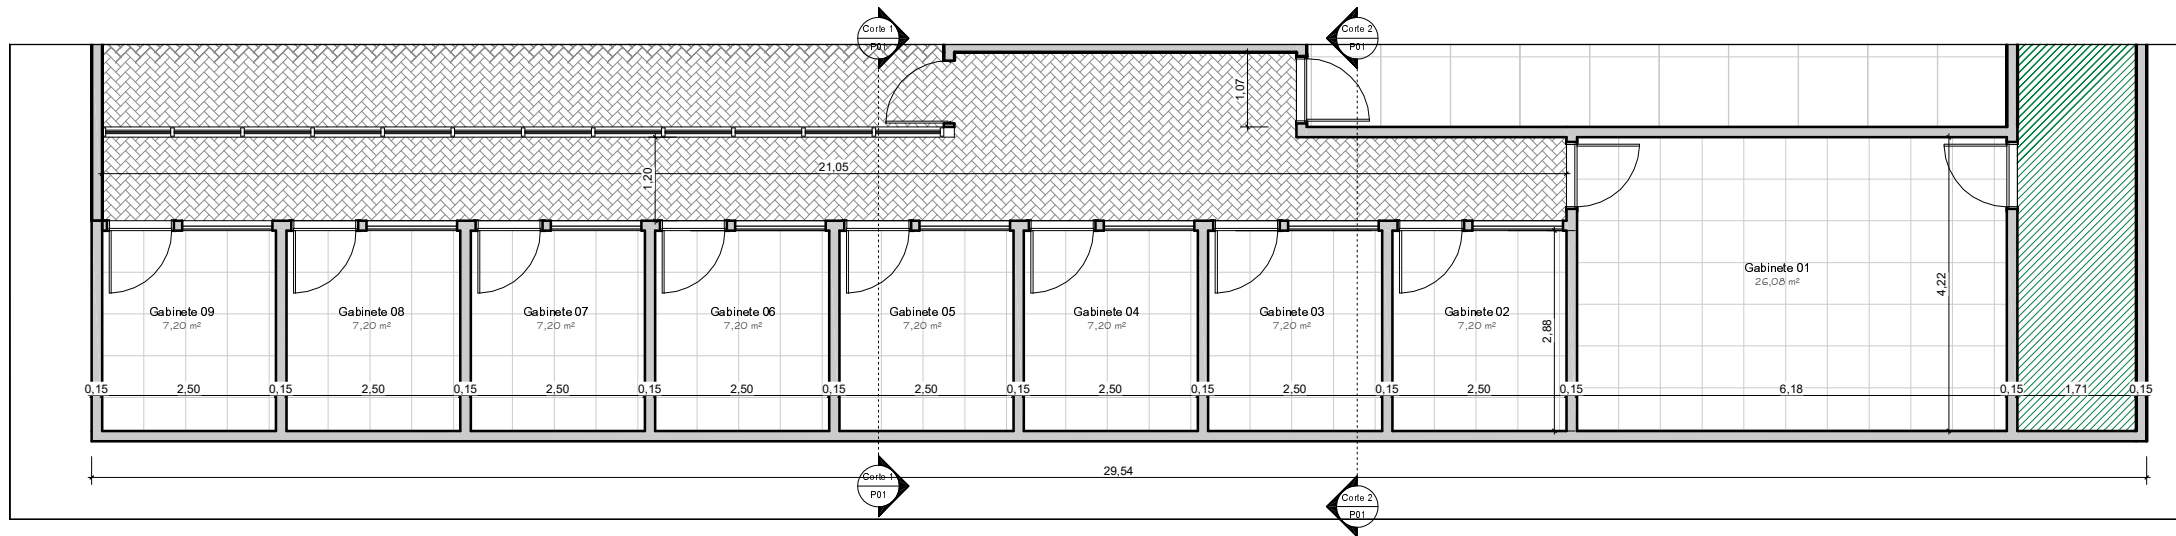 Corte 1
P01
Corte 2
P01
1,07
21,05
1,20
Gabinete 01
26,08 m²
4,22
Gabinete 09
7,20 m²
Gabinete 08
7,20 m²
Gabinete 07
7,20 m²
Gabinete 06
7,20 m²
Gabinete 05
7,20 m²
Gabinete 04
7,20 m²
Gabinete 03
7,20 m²
Gabinete 02
7,20 m²
2,88
0,15 2,50 0,15 2,50 0,15 2,50 0,15 2,50 0,15 2,50 0,15 2,50 0,15 2,50 0,15 2,50 0,15 6,18 0,15 1,71 0,15
29,54
Corte 1
P01
Corte 2
P01